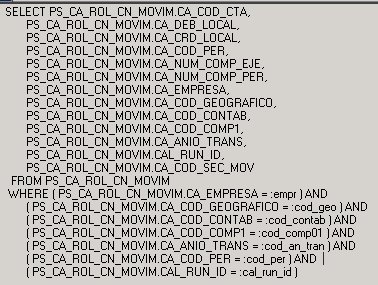 SELECT PS_CA_ROL_CN_MOVIM.CA_COD_CTA,
PS_CA_ROL_CN_MOVIM.CA_DEB_LOCAL,
PS_CA_ROL_CN_MOVIM.CA_CRD_LOCAL,
PS_CA_ROL_CN_MOVIM.CA_COD_PER,
PS_CA_ROL_CN_MOVIM.CA_NUM_COMP_EJE,
PS_CA_ROL_CN_MOVIM.CA_NUM_COMP_PER,
PS_CA_ROL_CN_MOVIM.CA_EMPRESA,
PS_CA_ROL_CN_MOVIM.CA_COD_GEOGRAFICO,
PS_CA_ROL_CN_MOVIM.CA_COD_CONTAB,
PS_CA_ROL_CN_MOVIM.CA_COD_COMP1,
PS_CA_ROL_CN_MOVIM.CA_ANIO_TRANS,
PS_CA_ROL_CN_MOVIM.CAL_RUN_ID,
PS_CA_ROL_CN_MOVIM.CA_COD_SEC_MOV
FROM PS_CA_ROL_CN_MOVIM
WHERE ( PS_CA_ROL_CN_MOVIM.CA_EMPRESA = :empr ) AND
( PS_CA_ROL_CN_MOVIM.CA_COD_GEOGRAFICO = :cod_geo ) AND
( PS_CA_ROL_CN_MOVIM.CA_COD_CONTAB = :cod_contab ) AND
( PS_CA_ROL_CN_MOVIM.CA_COD_COMP1 = :cod_comp01 ) AND
( PS_CA_ROL_CN_MOVIM.CA_ANIO_TRANS = :cod_an_tran ) AND
( PS_CA_ROL_CN_MOVIM.CA_COD_PER = :cod_per ) AND
( PS_CA_ROL_CN_MOVIM.CAL_RUN_ID = :cal_run_id )